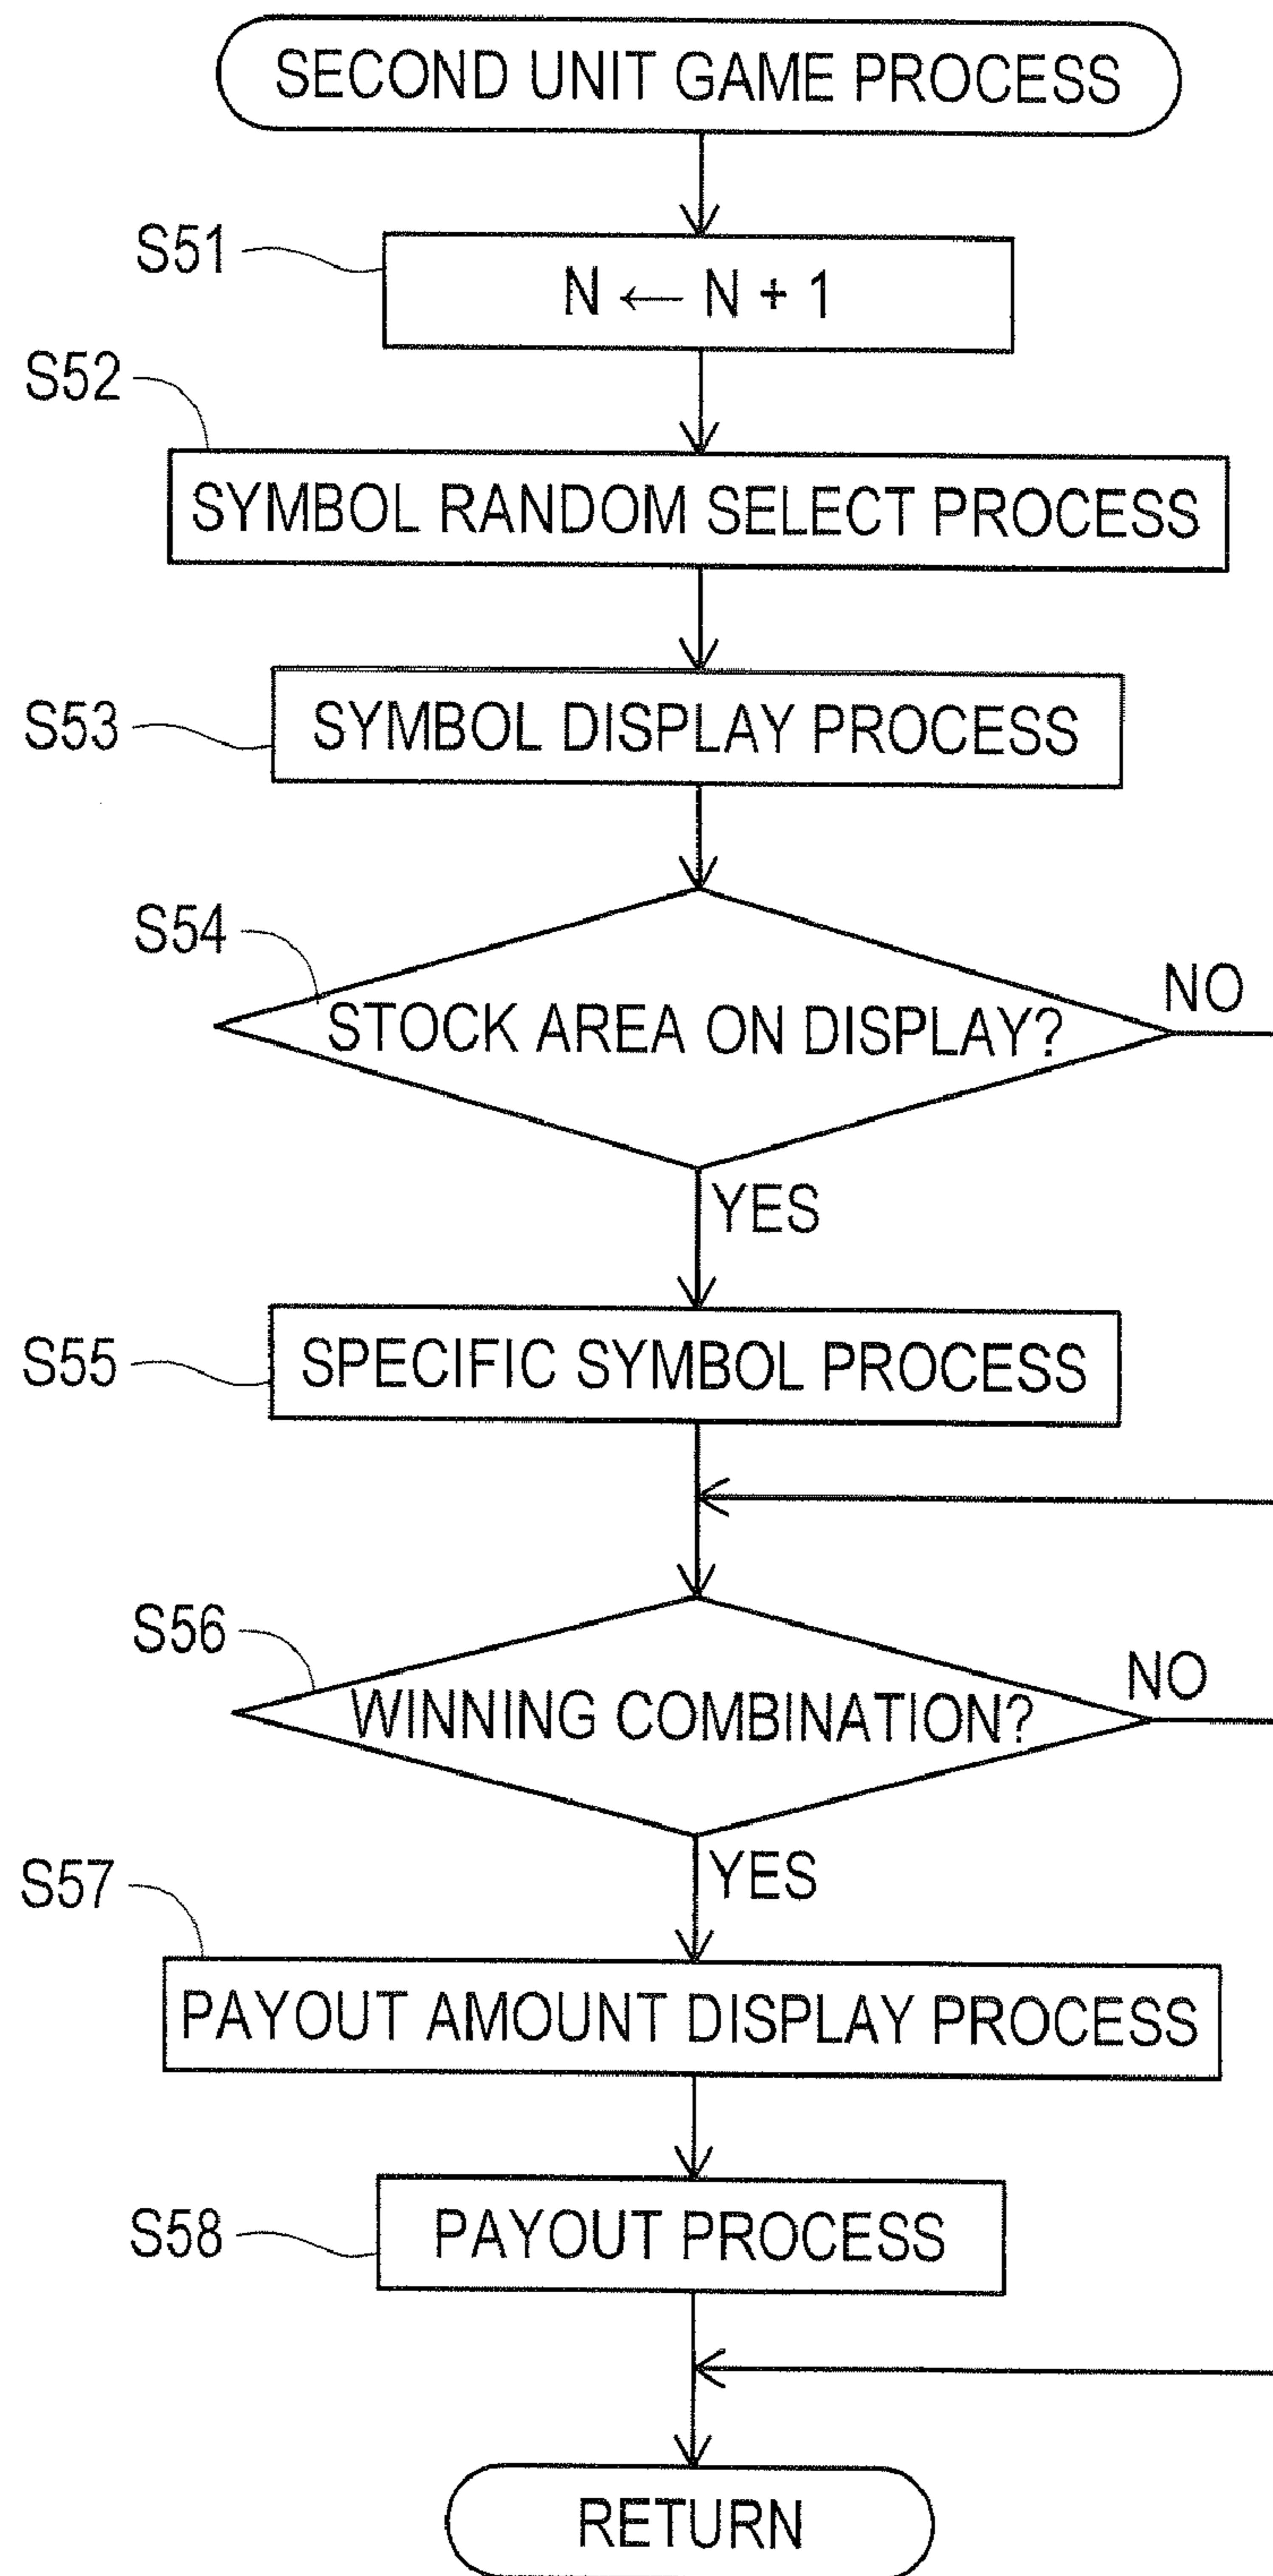 SECOND UNIT GAME PROCESS
S51
N ← N + 1
S52
SYMBOL RANDOM SELECT PROCESS
S53
SYMBOL DISPLAY PROCESS
S54
STOCK AREA ON DISPLAY?
NO
YES
S55
SPECIFIC SYMBOL PROCESS
S56
WINNING COMBINATION?
NO
YES
S57
PAYOUT AMOUNT DISPLAY PROCESS
S58
PAYOUT PROCESS
RETURN